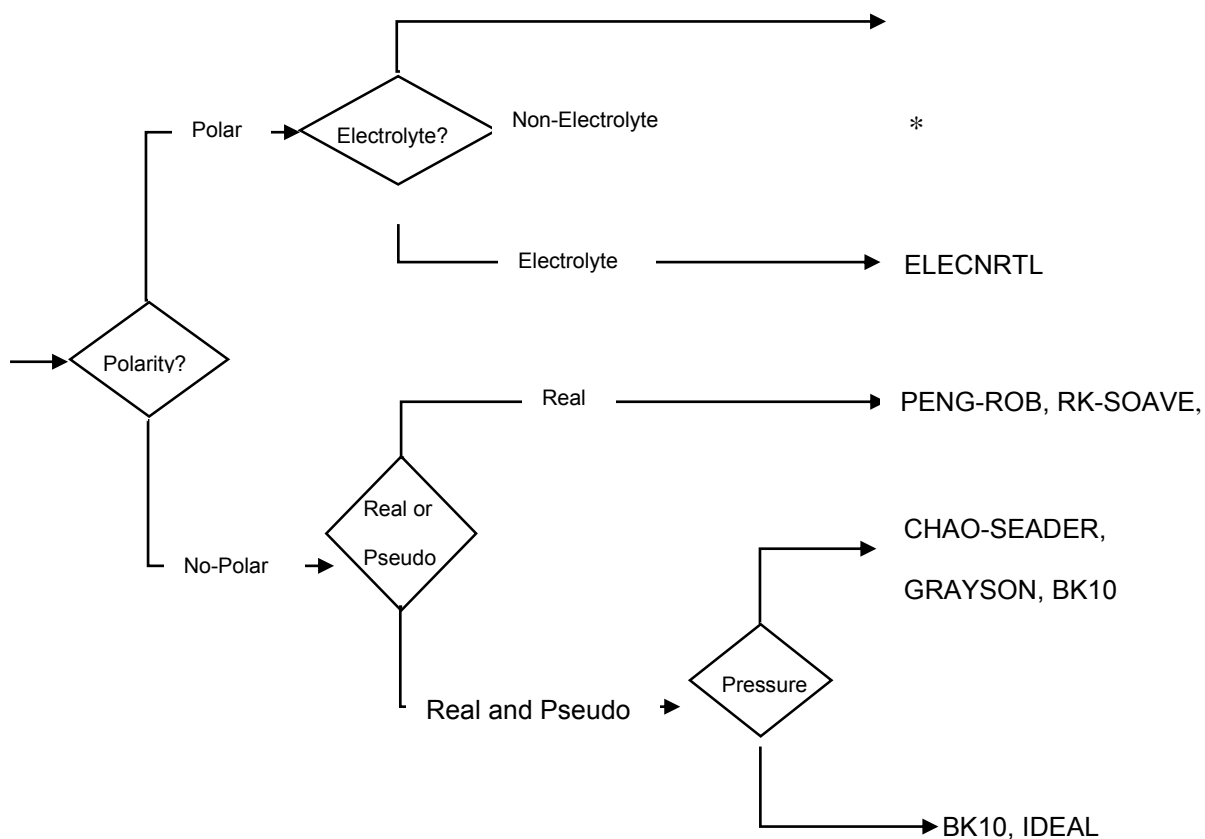 Polar
Electrolyte?
Non-Electrolyte
*
Electrolyte
ELECNRTL
Polarity?
Real
PENG-ROB, RK-SOAVE,
Real or
Pseudo
No-Polar
CHAO-SEADER,
GRAYSON, BK10
Pressure
Real and Pseudo
BK10, IDEAL